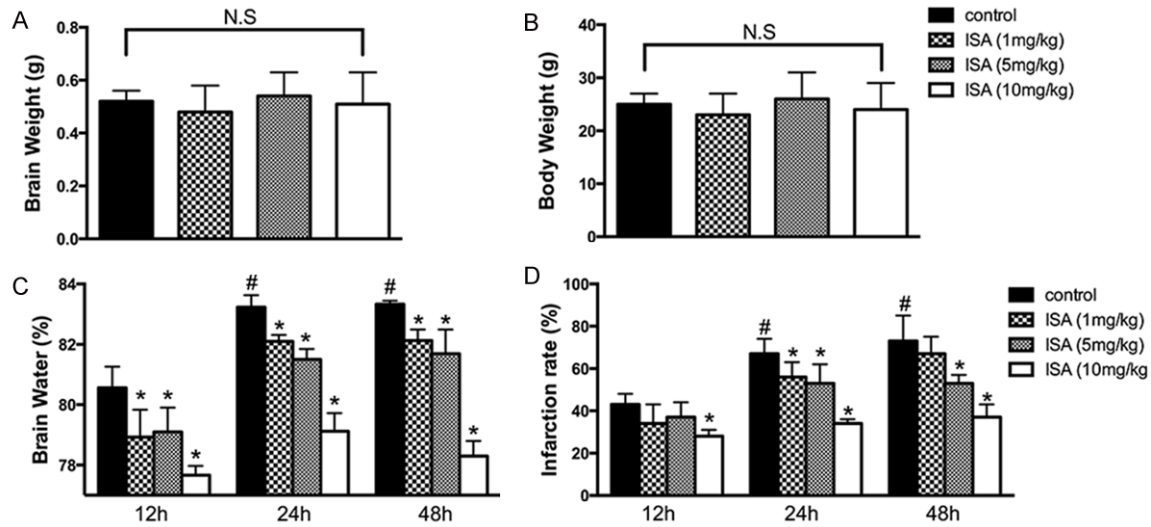 A
N.S
Brain Weight (g)
0.8
0.6
0.4
0.2
0.0
B
N.S
Body Weight (g)
40
30
20
10
0
control
ISA (1mg/kg)
ISA (5mg/kg)
ISA (10mg/kg)
C
Brain Water (%)
84
82
80
78
* * *
# * * *
# * * *
12h 24h 48h
D
Infarction rate (%)
100
80
60
40
20
0
*
# * * *
# * *
12h 24h 48h
control
ISA (1mg/kg)
ISA (5mg/kg)
ISA (10mg/kg